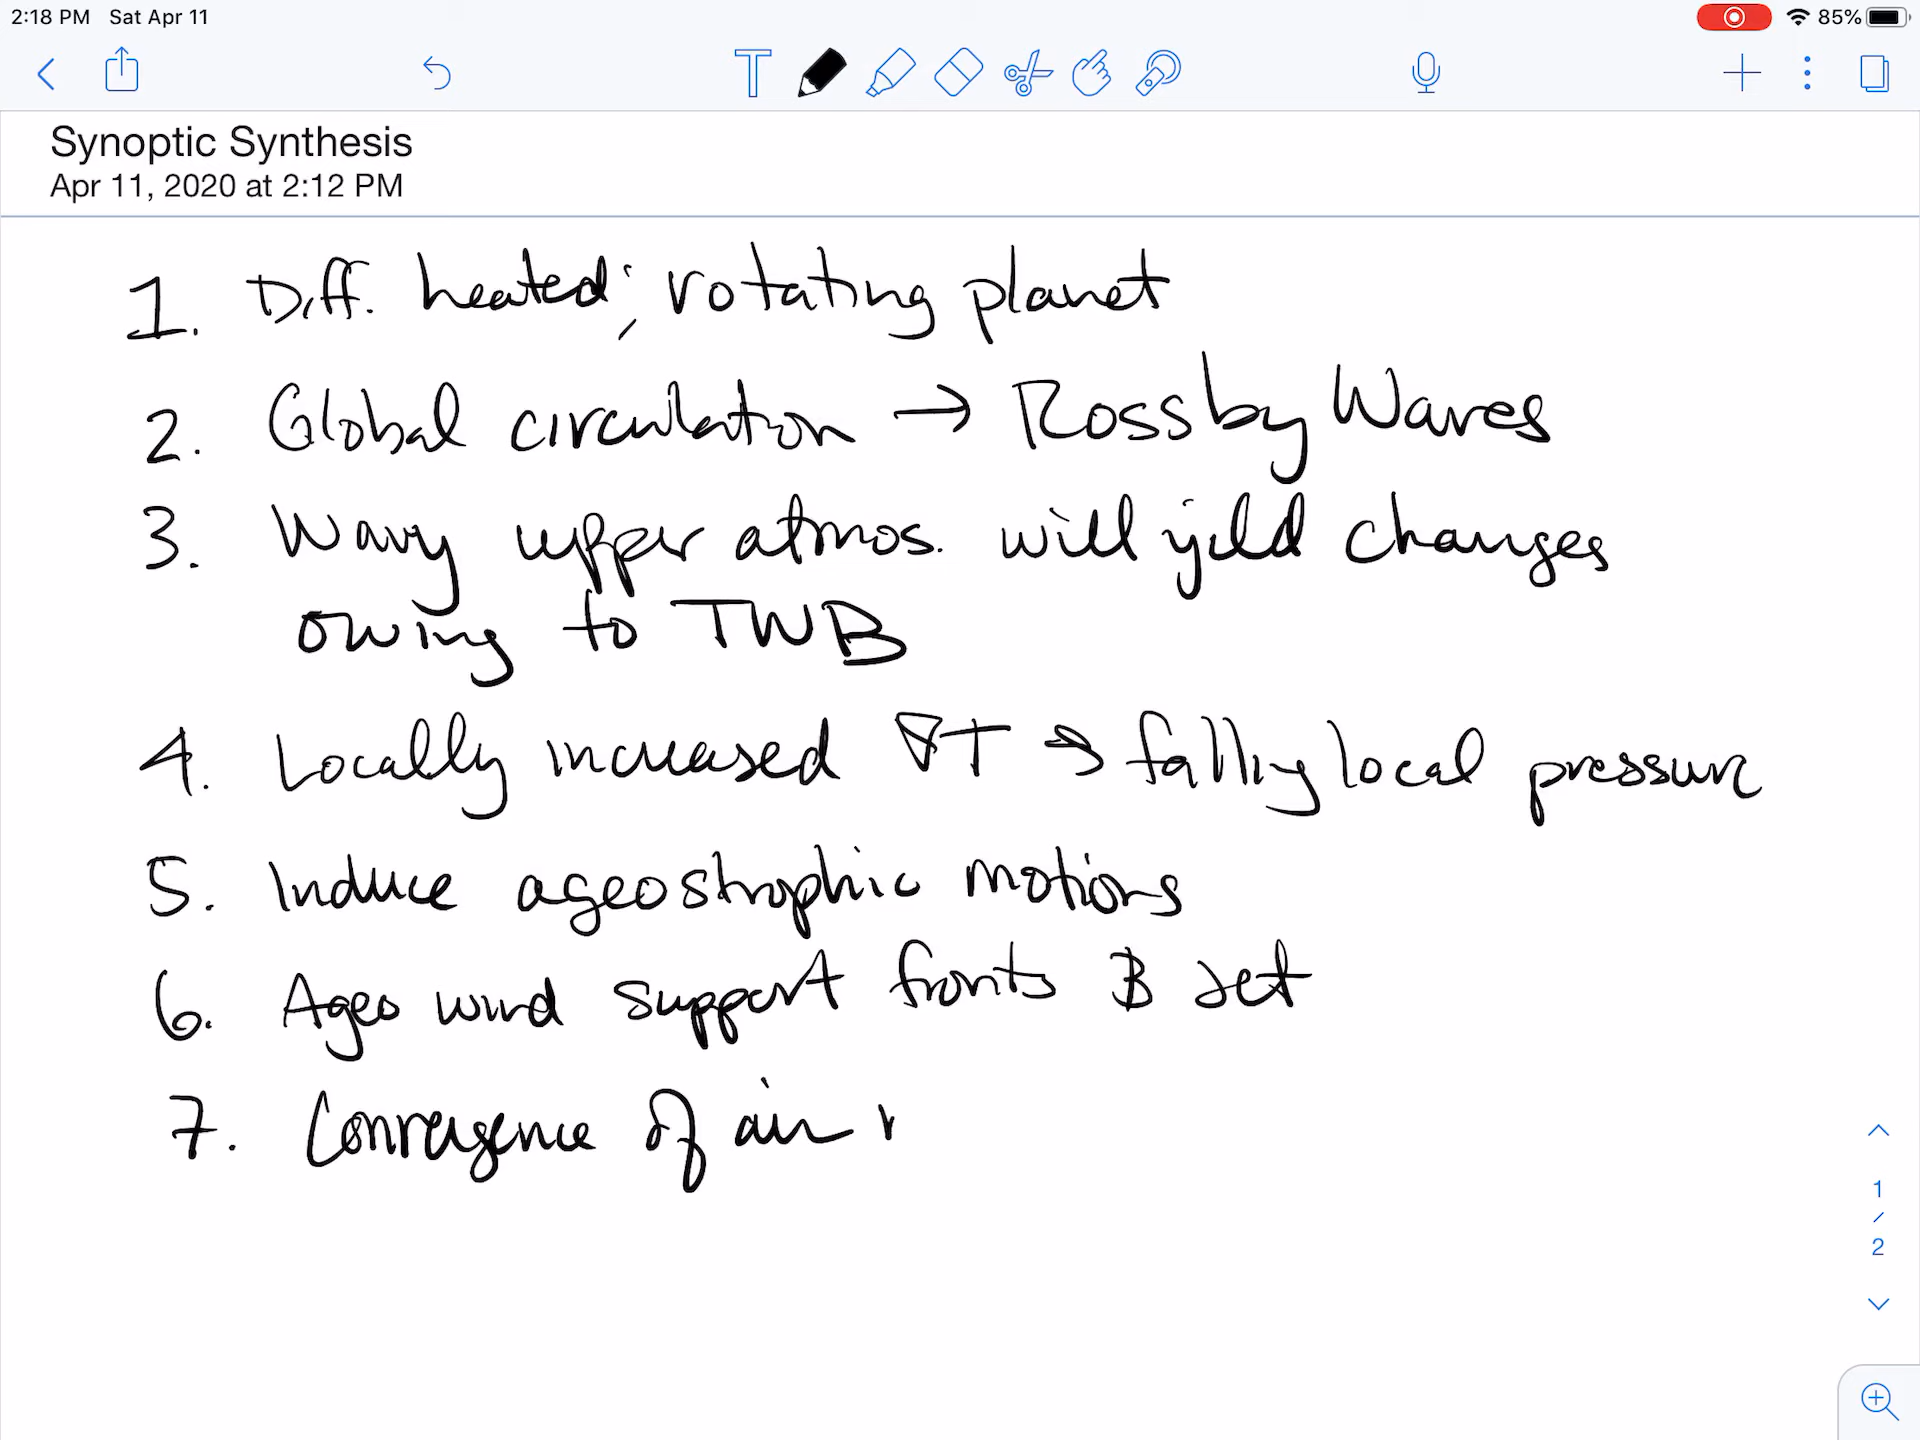 2:18 PM Sat Apr 11 85%
Synoptic Synthesis
Apr 11, 2020 at 2:12 PM
1. Diff. heated; rotating planet
2. Global circulation → Rossby Waves
3. Wavy upper atmos. will yield changes
owing to TWB
4. Locally increased ∇T → falling local pressure
5. Induce ageostrophic motions
6. Ageo wind support fronts & Jet
7. Convergence of air
1
/
2